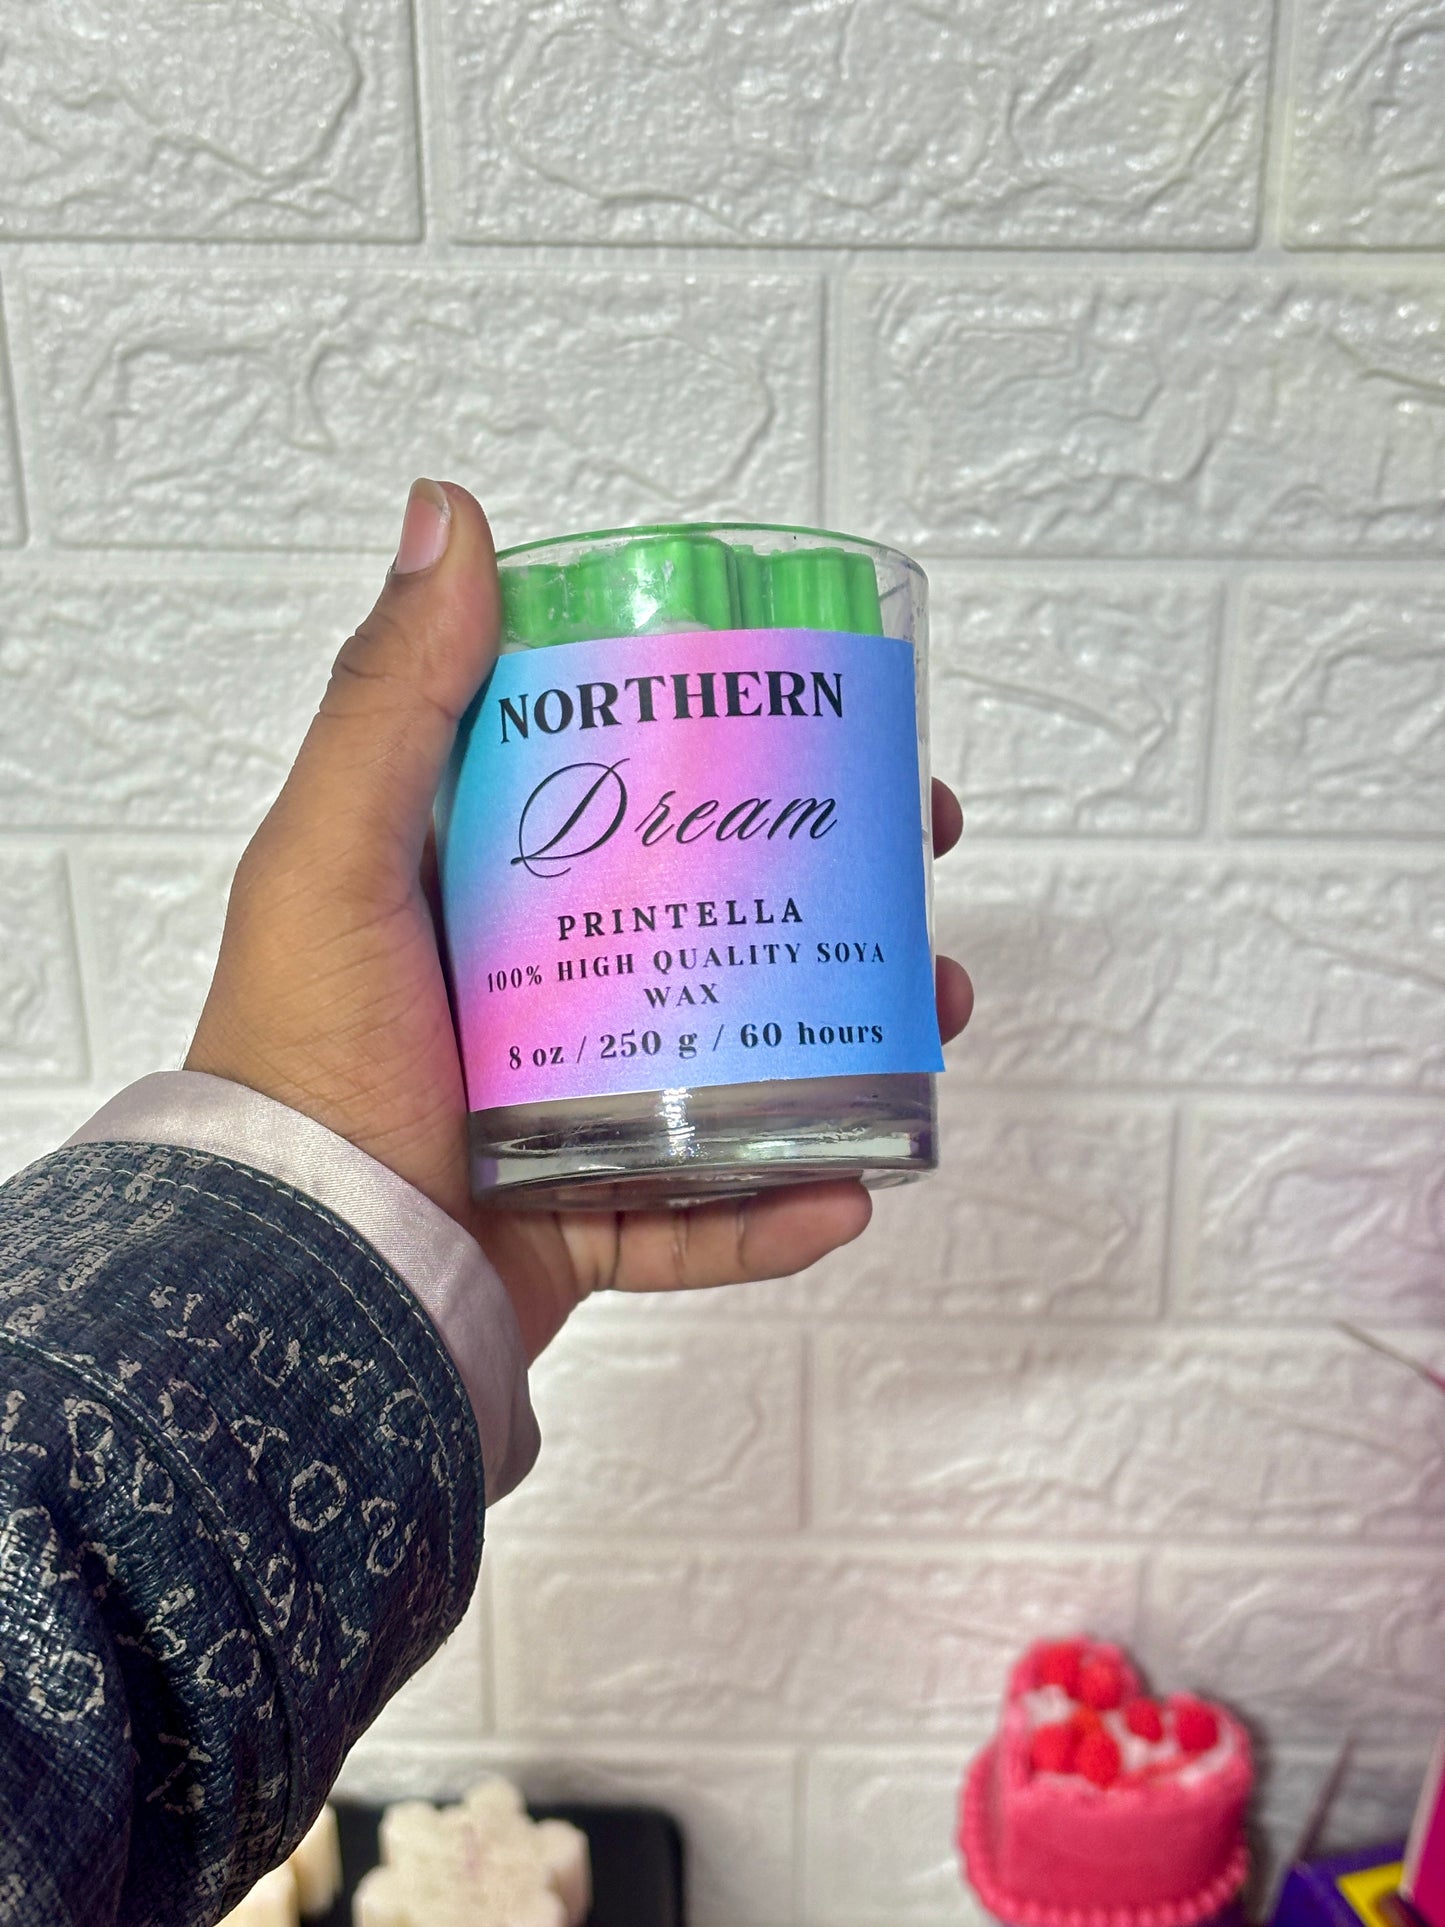 NORTHERN
Dream
PRINTELLA
100% HIGH QUALITY SOYA
WAX
8 oz / 250 g / 60 hours